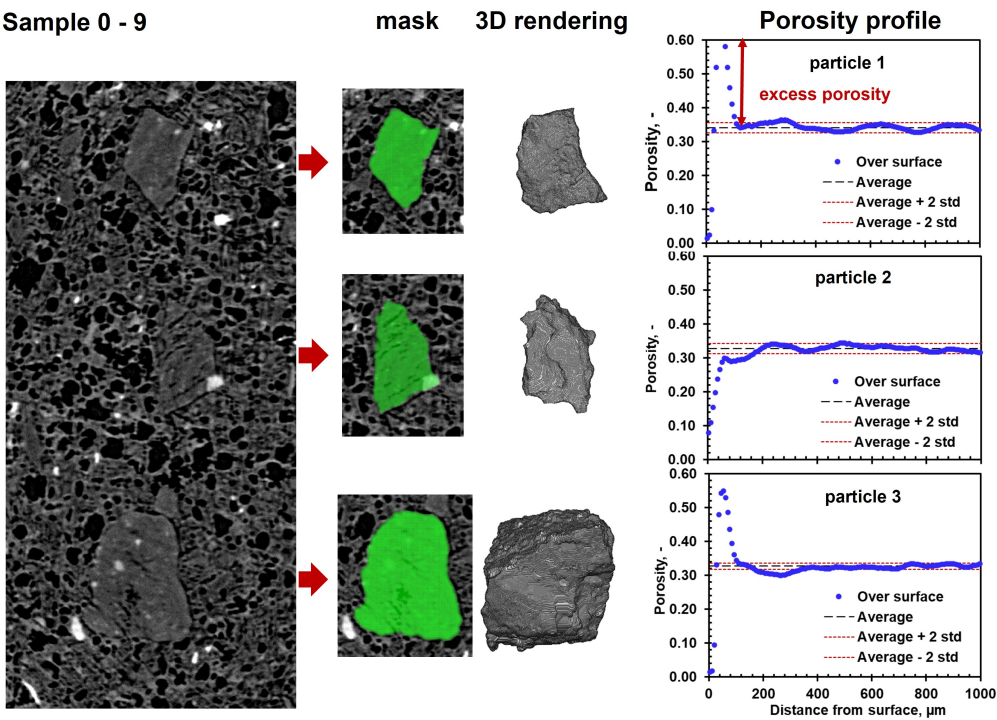 Sample 0 - 9
mask
3D rendering
Porosity profile
Porosity, -
0.60
0.50
0.40
0.30
0.20
0.10
0.00
particle 1
excess porosity
Over surface
Average
Average + 2 std
Average - 2 std
Porosity, -
0.60
0.50
0.40
0.30
0.20
0.10
0.00
particle 2
Over surface
Average
Average + 2 std
Average - 2 std
Porosity, -
0.60
0.50
0.40
0.30
0.20
0.10
0.00
particle 3
Over surface
Average
Average + 2 std
Average - 2 std
0 200 400 600 800 1000
Distance from surface, µm